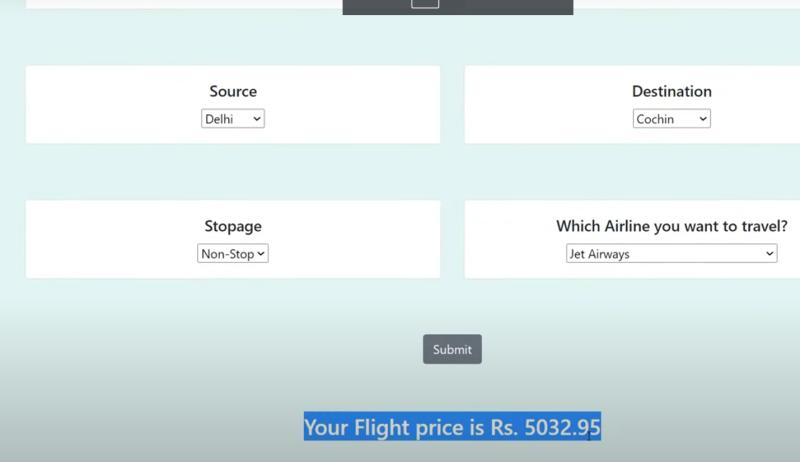 Source
Delhi
Destination
Cochin
Stopage
Non-Stop
Which Airline you want to travel?
Jet Airways
Submit
Your Flight price is Rs. 5032.95